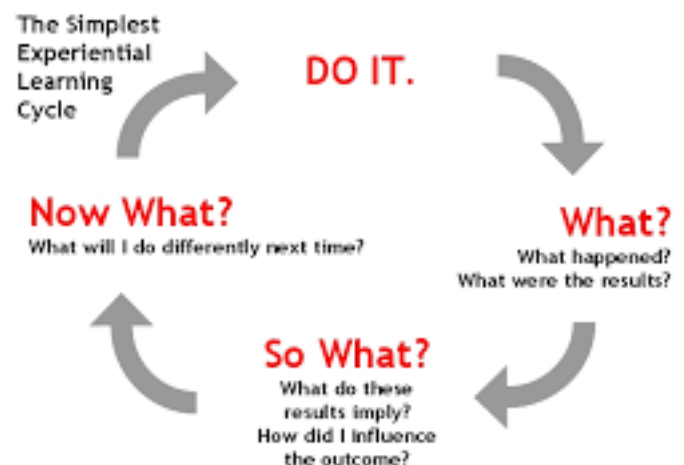 The Simplest
Experiential
Learning
Cycle
DO IT.
What?
What happened?
What were the results?
So What?
What do these
results imply?
How did I influence
the outcome?
Now What?
What will I do differently next time?